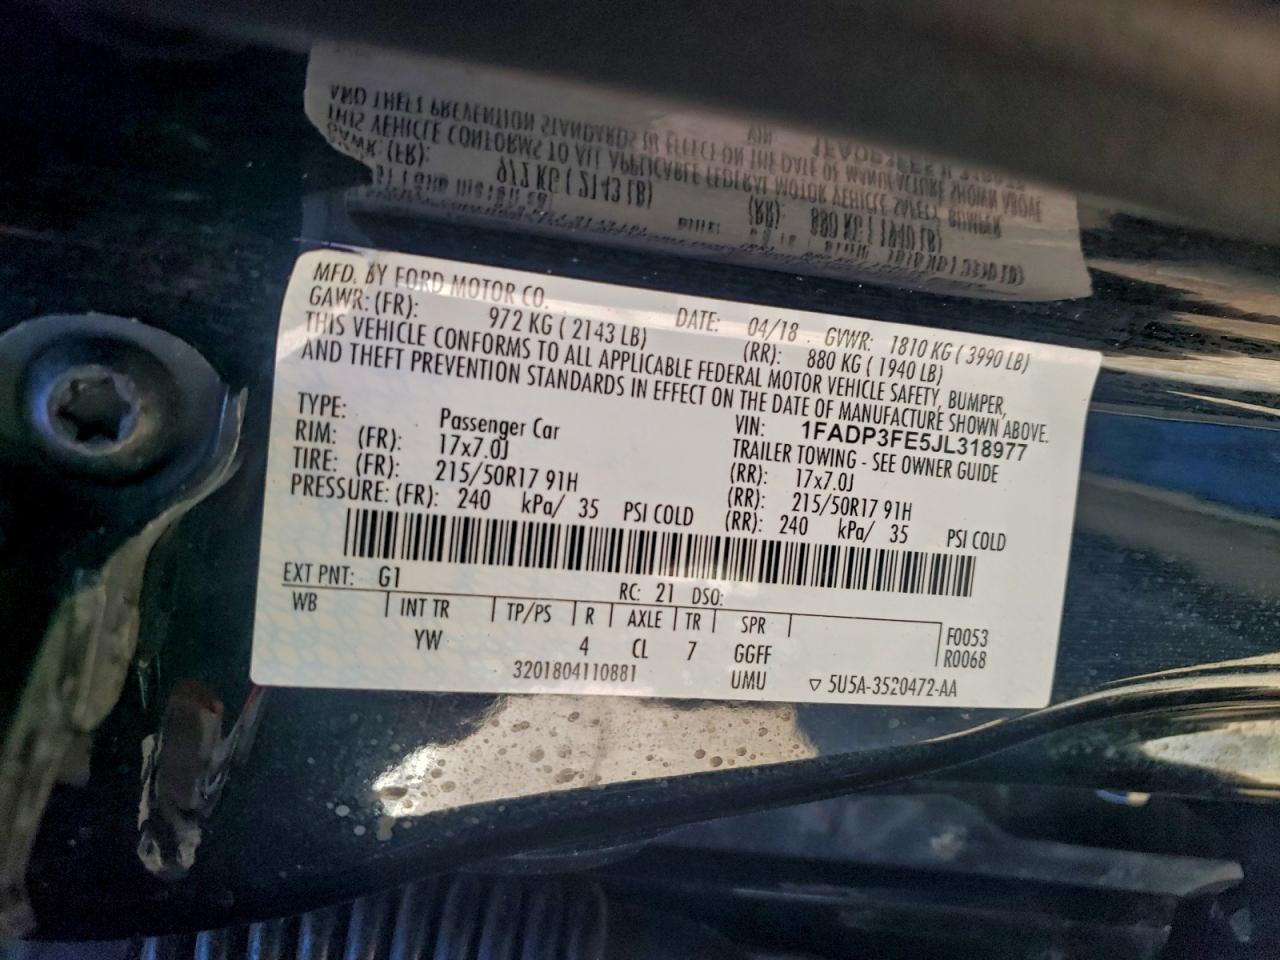 MFD. BY FORD MOTOR CO. DATE: 04/18 GVWR: 1810 KG ( 3990 LB)
GAWR: (FR): 972 KG ( 2143 LB) (RR): 880 KG ( 1940 LB)
THIS VEHICLE CONFORMS TO ALL APPLICABLE FEDERAL MOTOR VEHICLE SAFETY, BUMPER,
AND THEFT PREVENTION STANDARDS IN EFFECT ON THE DATE OF MANUFACTURE SHOWN ABOVE.
VIN: 1FADP3FE5JL318977
TYPE: Passenger Car TRAILER TOWING - SEE OWNER GUIDE
RIM: (FR): 17x7.0J (RR): 17x7.0J
TIRE: (FR): 215/50R17 91H (RR): 215/50R17 91H
PRESSURE: (FR): 240 kPa/ 35 PSI COLD (RR): 240 kPa/ 35 PSI COLD
EXT PNT: G1 RC: 21 DSO:
WB INT TR TP/PS R AXLE TR SPR F0053
YW 4 CL 7 GGFF R0068
3201804110881 UMU ▽ 5U5A-3520472-AA